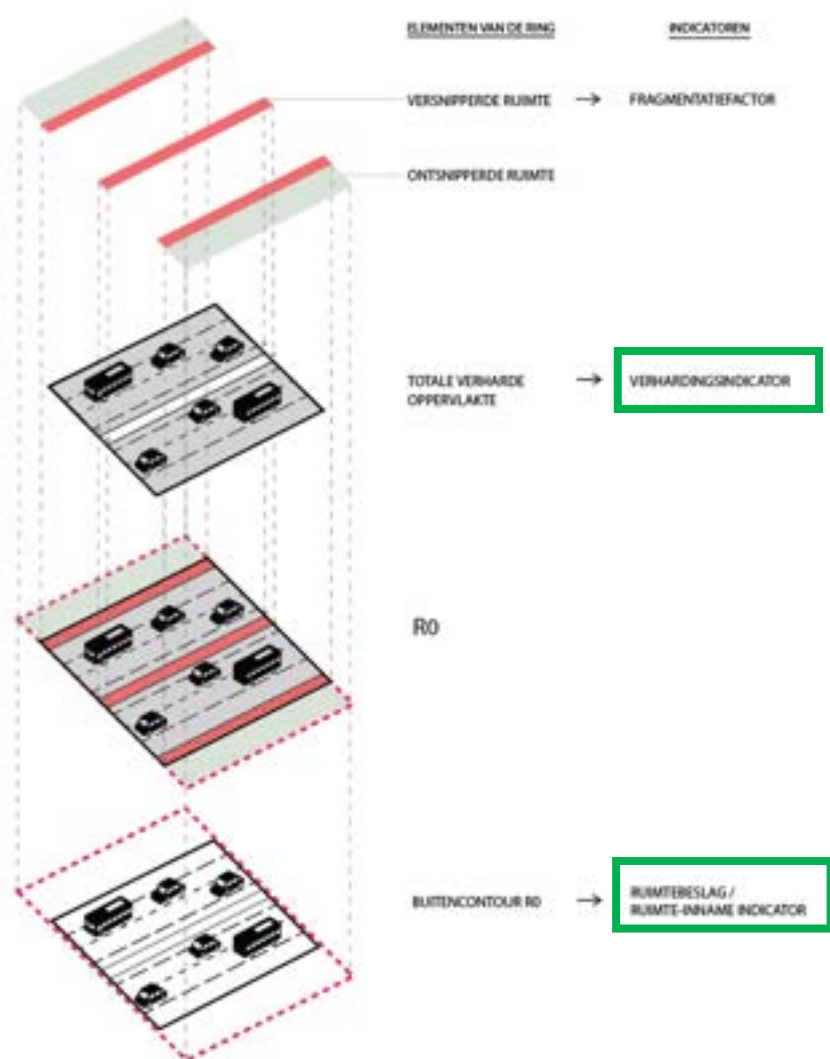 ELEMENTEN VAN DE RING
INDICATOREN
VERSNIPPERDE RUIMTE → FRAGMENTATIEFACTOR
ONTSNIPPERDE RUIMTE
TOTALE VERHARDE → VERHARDINGSINDICATOR
OPPERVLAKTE
R0
BUITENCONTOUR R0 → RUIMTEBESLAG /
RUIMTE-INNAME INDICATOR